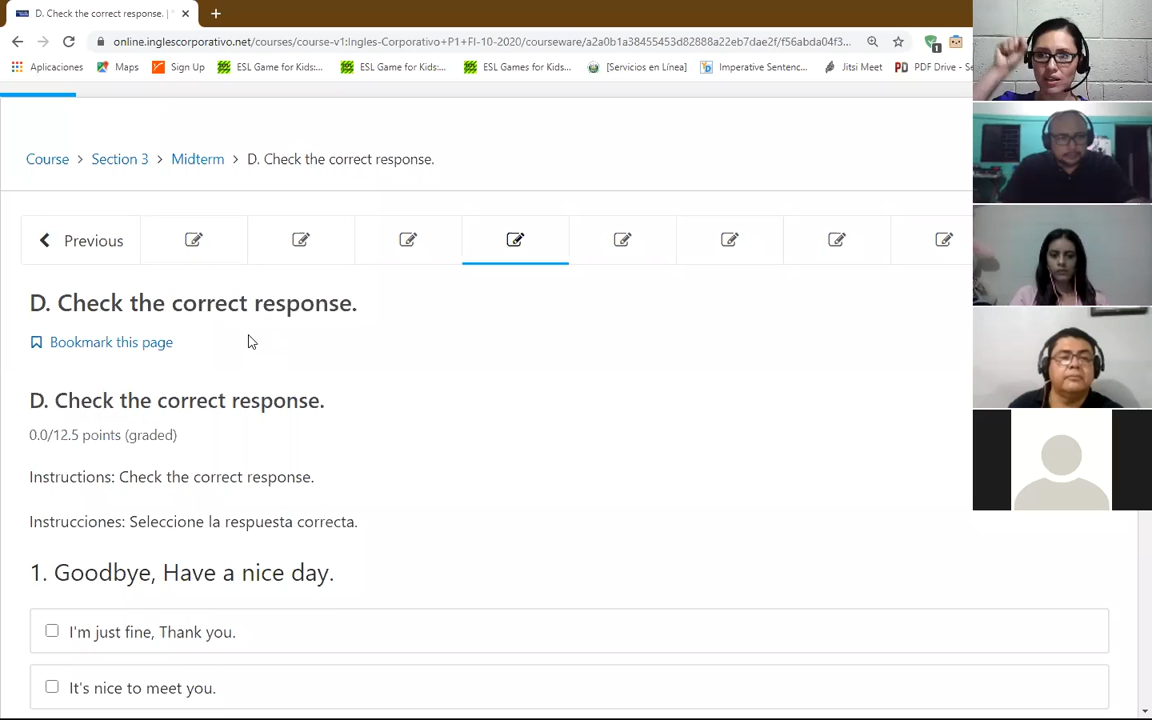 D. Check the correct response. |
online.inglescorporativo.net/courses/course-v1:Ingles-Corporativo+P1+FI-10-2020/courseware/a2a0b1a38455453d82888a22eb7dae2f/f56abda04f3...
1
Aplicaciones Maps Sign Up ESL Game for Kids:... ESL Game for Kids:... ESL Games for Kids:... [Servicios en Línea] Imperative Sentenc... Jitsi Meet PD PDF Drive - Se
Course > Section 3 > Midterm > D. Check the correct response.
Previous
D. Check the correct response.
Bookmark this page
D. Check the correct response.
0.0/12.5 points (graded)
Instructions: Check the correct response.
Instrucciones: Seleccione la respuesta correcta.
1. Goodbye, Have a nice day.
I'm just fine, Thank you.
It's nice to meet you.